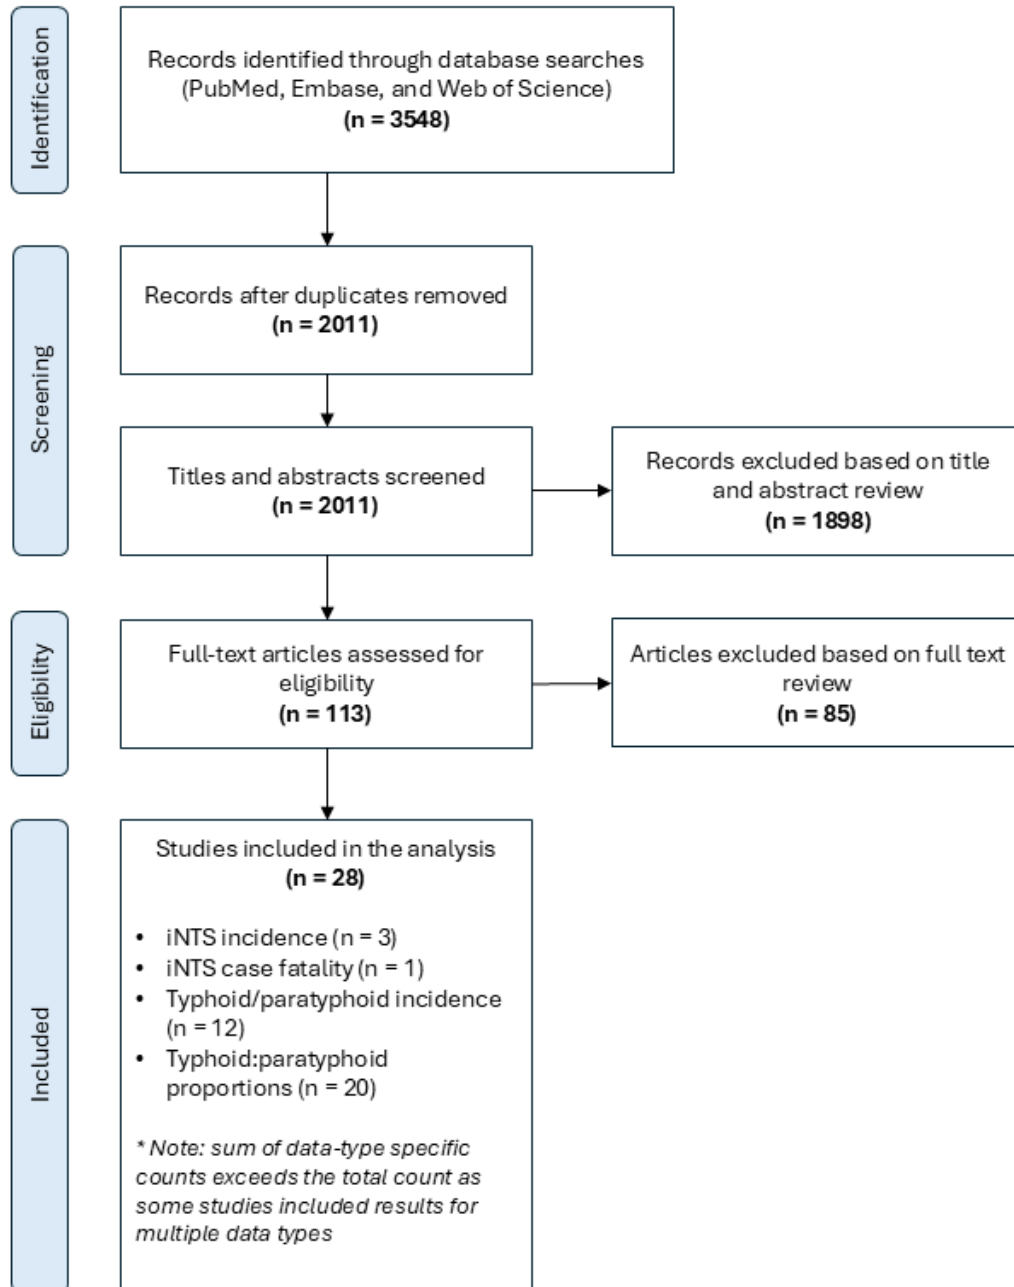 Identification
Records identified through database searches
(PubMed, Embase, and Web of Science)
(n = 3548)
Screening
Records after duplicates removed
(n = 2011)
Titles and abstracts screened
(n = 2011)
Records excluded based on title
and abstract review
(n = 1898)
Eligibility
Full-text articles assessed for
eligibility
(n = 113)
Articles excluded based on full text
review
(n = 85)
Included
Studies included in the analysis
(n = 28)
• iNTS incidence (n = 3)
• iNTS case fatality (n = 1)
• Typhoid/paratyphoid incidence
(n = 12)
• Typhoid:paratyphoid
proportions (n = 20)
* Note: sum of data-type specific
counts exceeds the total count as
some studies included results for
multiple data types